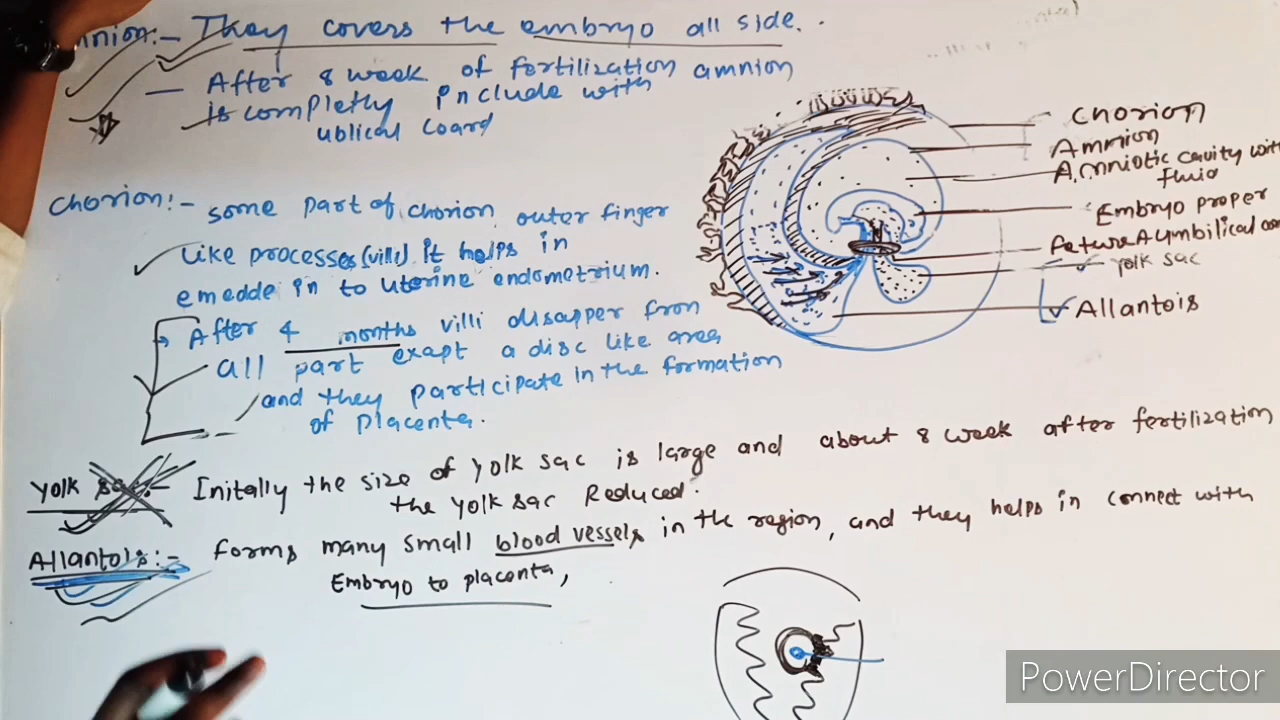 mnion:- They covers the embryo all side.
- After 8 week of fertilization amnion
is completly include with
ublical coard
Chorion:- some part of chorion outer finger
Like processes (ville) It helps in
emedde in to uterine endometrium.
After 4 months villi disapper from
all part exapt a disc like area
and they participate in the formation
of placenta.
Yolk sac:- Initally the size of yolk sac is large and about 8 week after fertilization
the yolk sac Reduced.
Allantois:- forms many small blood vessels in the region, and they helps in connect with
Embryo to placenta,
Chorion
Amnion
Amniotic cavity with
fluid
Embryo proper
Feture umbilical
yolk sac
Allantois
PowerDirector